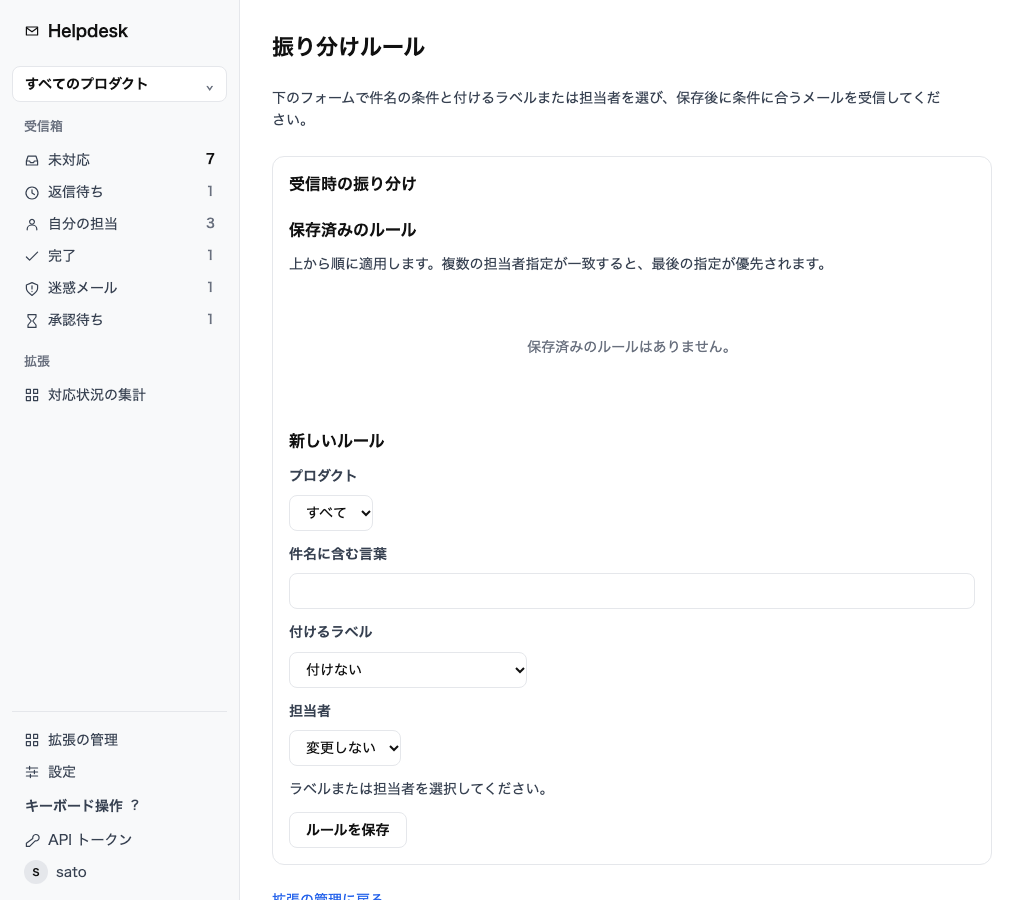 Helpdesk
すべてのプロダクト
受信箱
未対応 7
返信待ち 1
自分の担当 3
完了 1
迷惑メール 1
承認待ち 1
拡張
対応状況の集計
拡張の管理
設定
キーボード操作 ?
API トークン
S sato
振り分けルール
下のフォームで件名の条件と付けるラベルまたは担当者を選び、保存後に条件に合うメールを受信してくだ
さい。
受信時の振り分け
保存済みのルール
上から順に適用します。複数の担当者指定が一致すると、最後の指定が優先されます。
保存済みのルールはありません。
新しいルール
プロダクト
すべて
件名に含む言葉
付けるラベル
付けない
担当者
変更しない
ラベルまたは担当者を選択してください。
ルールを保存
拡張の管理に戻る